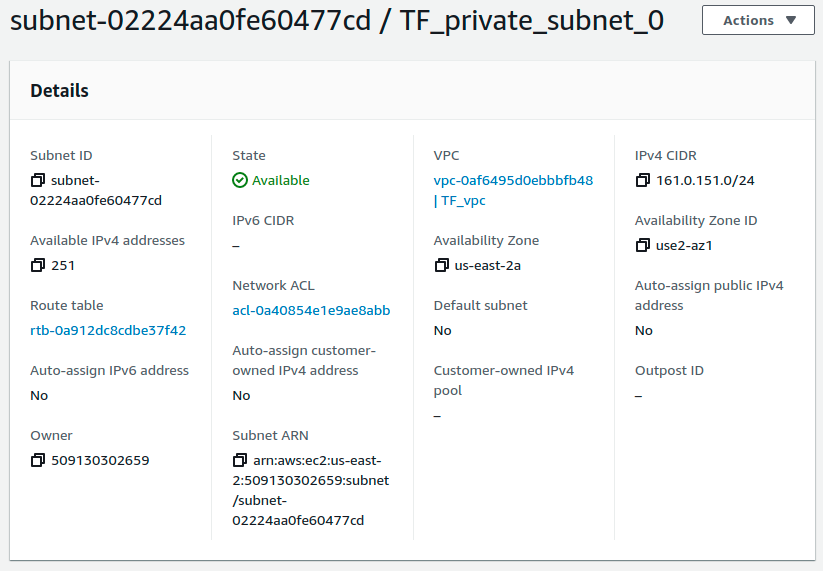 subnet-02224aa0fe60477cd / TF_private_subnet_0
Actions
Details
Subnet ID
subnet-
02224aa0fe60477cd
Available IPv4 addresses
251
Route table
rtb-0a912dc8cdbe37f42
Auto-assign IPv6 address
No
Owner
509130302659
State
Available
IPv6 CIDR
–
Network ACL
acl-0a40854e1e9ae8abb
Auto-assign customer-
owned IPv4 address
No
Subnet ARN
arn:aws:ec2:us-east-
2:509130302659:subnet
/subnet-
02224aa0fe60477cd
VPC
vpc-0af6495d0ebbbfb48
| TF_vpc
Availability Zone
us-east-2a
Default subnet
No
Customer-owned IPv4
pool
–
IPv4 CIDR
161.0.151.0/24
Availability Zone ID
use2-az1
Auto-assign public IPv4
address
No
Outpost ID
–